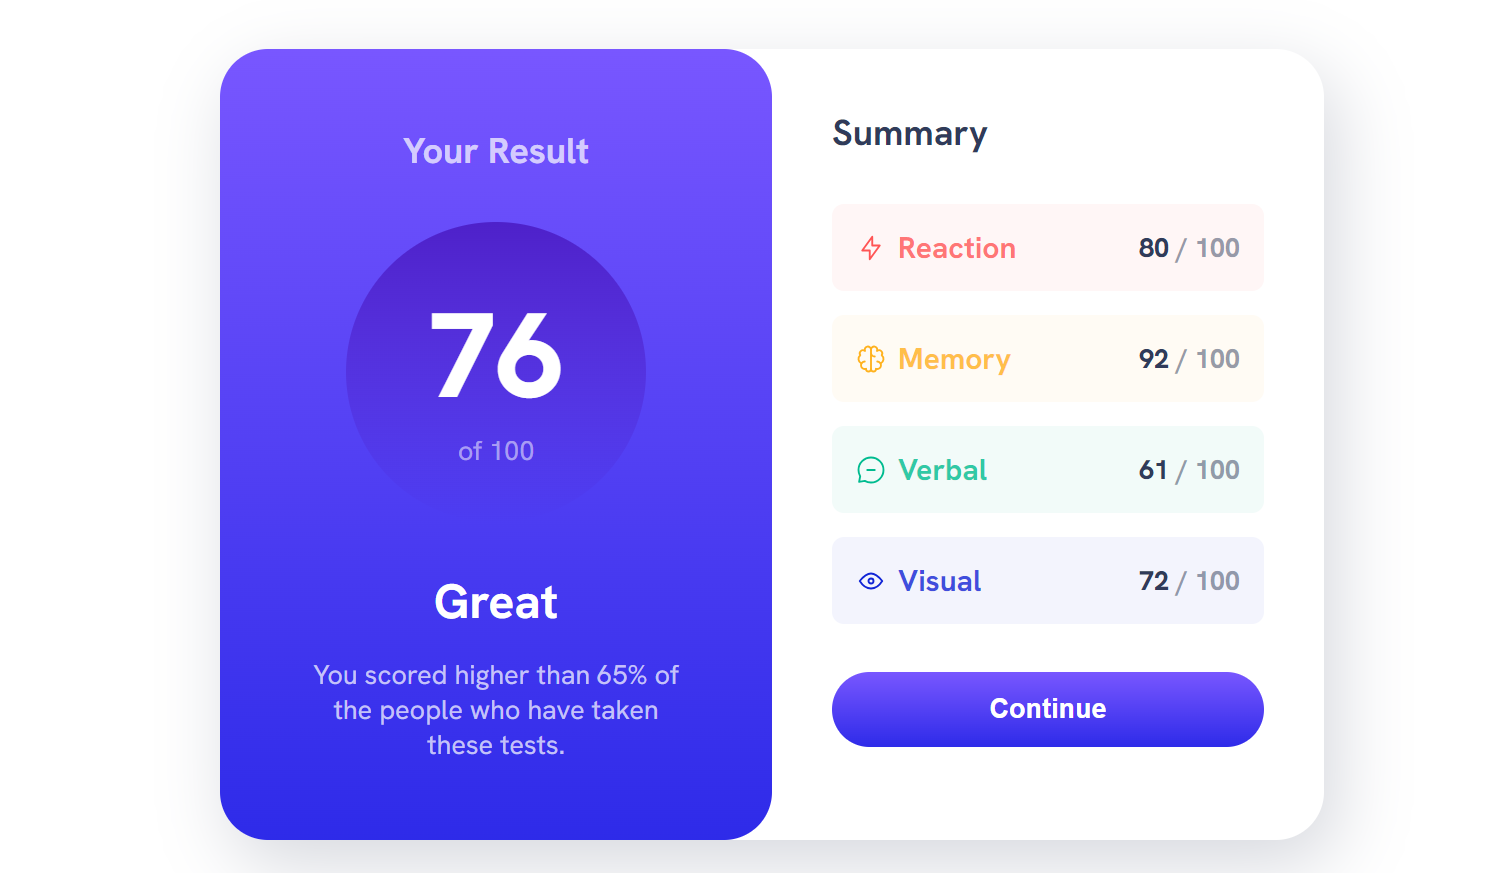 Your Result
76
of 100
Great
You scored higher than 65% of
the people who have taken
these tests.
Summary
Reaction 80 / 100
Memory 92 / 100
Verbal 61 / 100
Visual 72 / 100
Continue